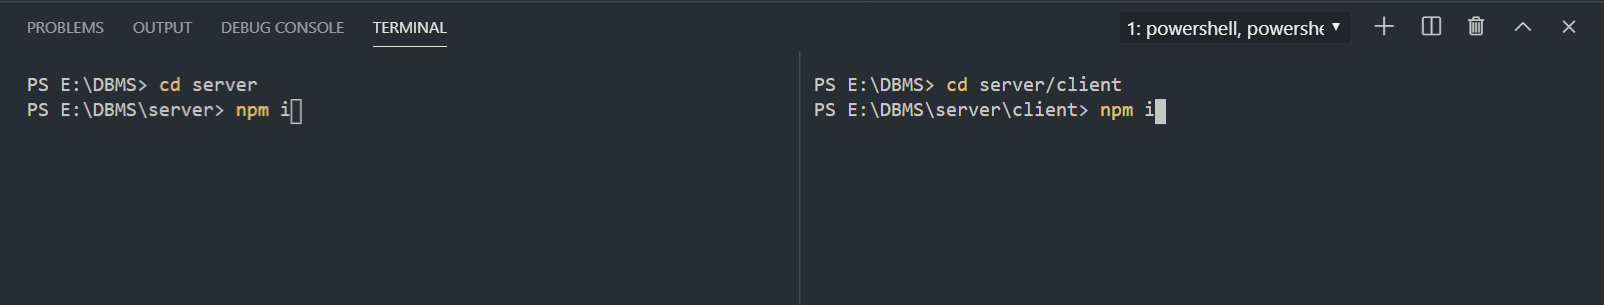 PROBLEMS OUTPUT DEBUG CONSOLE TERMINAL 1: powershell, powershe
PS E:\DBMS> cd server
PS E:\DBMS\server> npm i
PS E:\DBMS> cd server/client
PS E:\DBMS\server\client> npm i